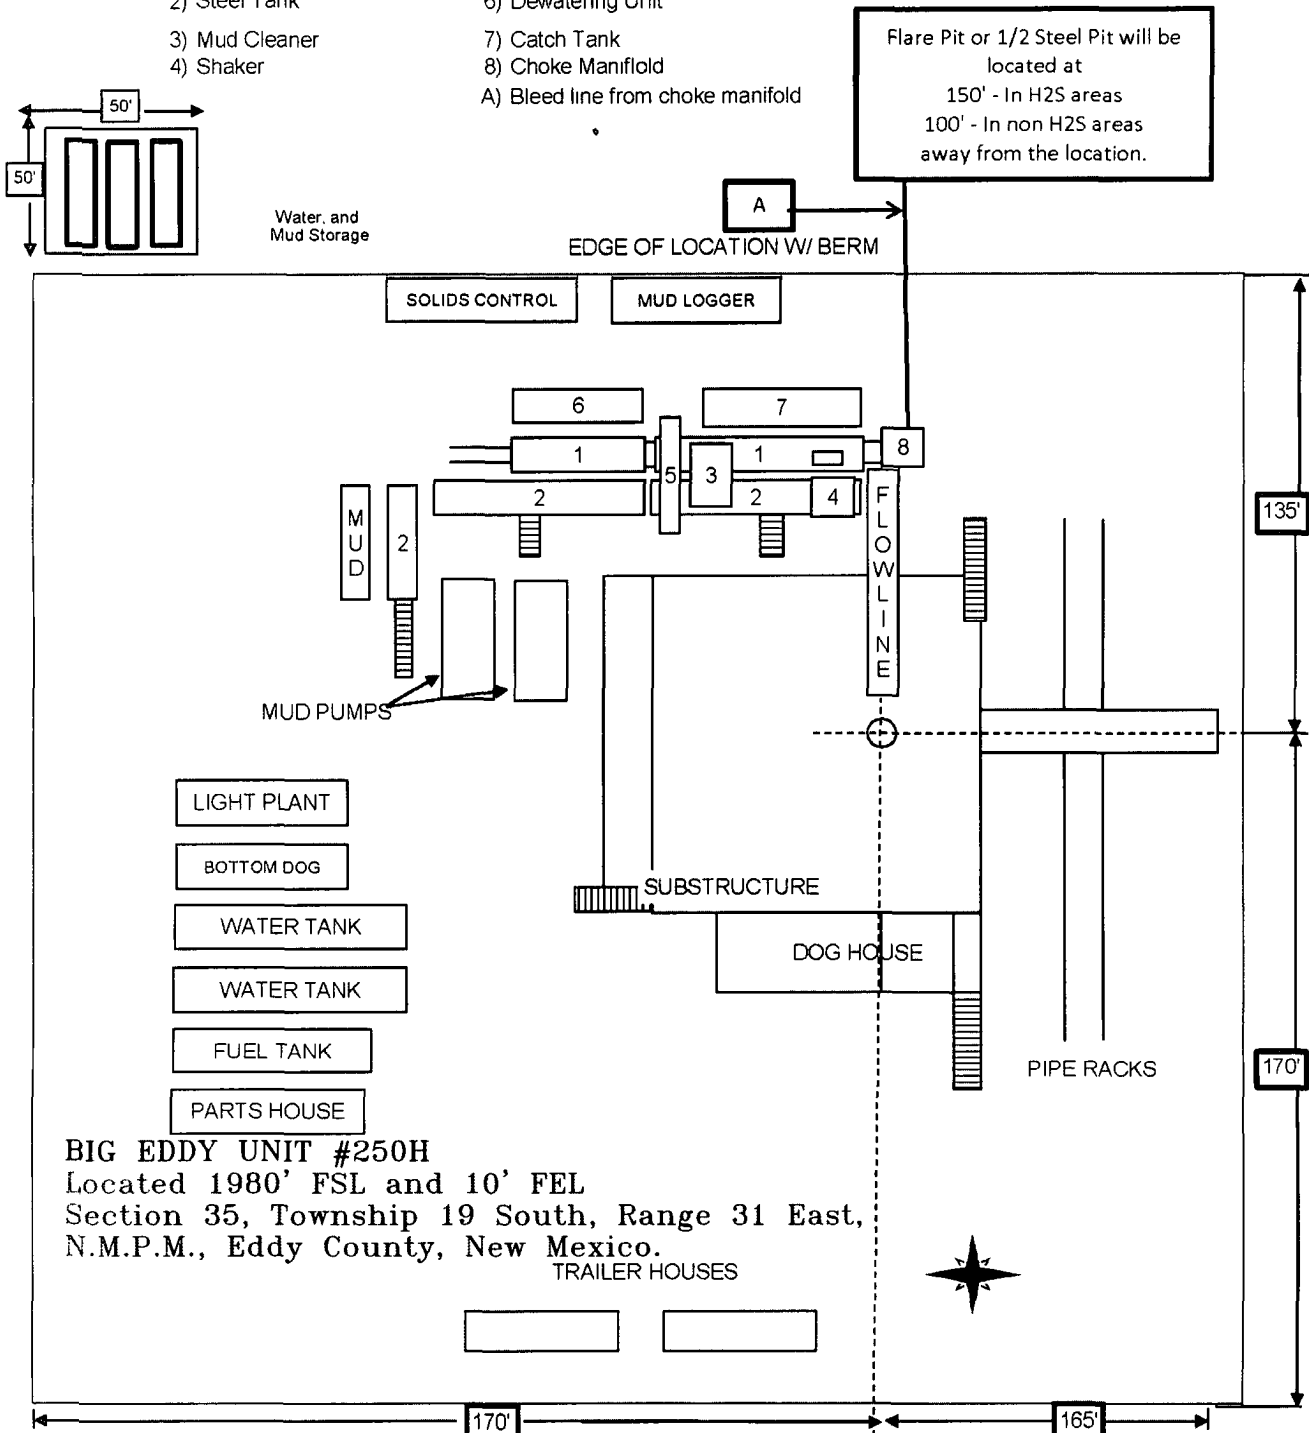 2) Steel Tank
6) Dewatering Unit
3) Mud Cleaner
7) Catch Tank
4) Shaker
8) Choke Maniflold
A) Bleed line from choke manifold
Flare Pit or 1/2 Steel Pit will be
located at
150' - In H2S areas
100' - In non H2S areas
away from the location.
50'
50'
Water, and
Mud Storage
A
EDGE OF LOCATION W/ BERM
SOLIDS CONTROL
MUD LOGGER
6
7
1
1
8
5
3
2
2
4
MUD
2
FLOWLINE
135'
MUD PUMPS
LIGHT PLANT
BOTTOM DOG
SUBSTRUCTURE
WATER TANK
DOG HOUSE
WATER TANK
FUEL TANK
PIPE RACKS
170'
PARTS HOUSE
BIG EDDY UNIT #250H
Located 1980' FSL and 10' FEL
Section 35, Township 19 South, Range 31 East,
N.M.P.M., Eddy County, New Mexico.
TRAILER HOUSES
170'
165'